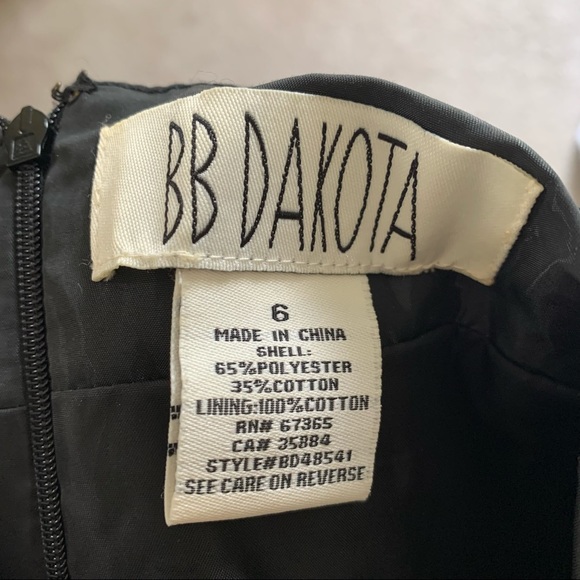 BB DAKOTA
6
MADE IN CHINA
SHELL:
65%POLYESTER
35%COTTON
LINING:100%COTTON
RN# 67365
CA# 35884
STYLE#BD48541
SEE CARE ON REVERSE